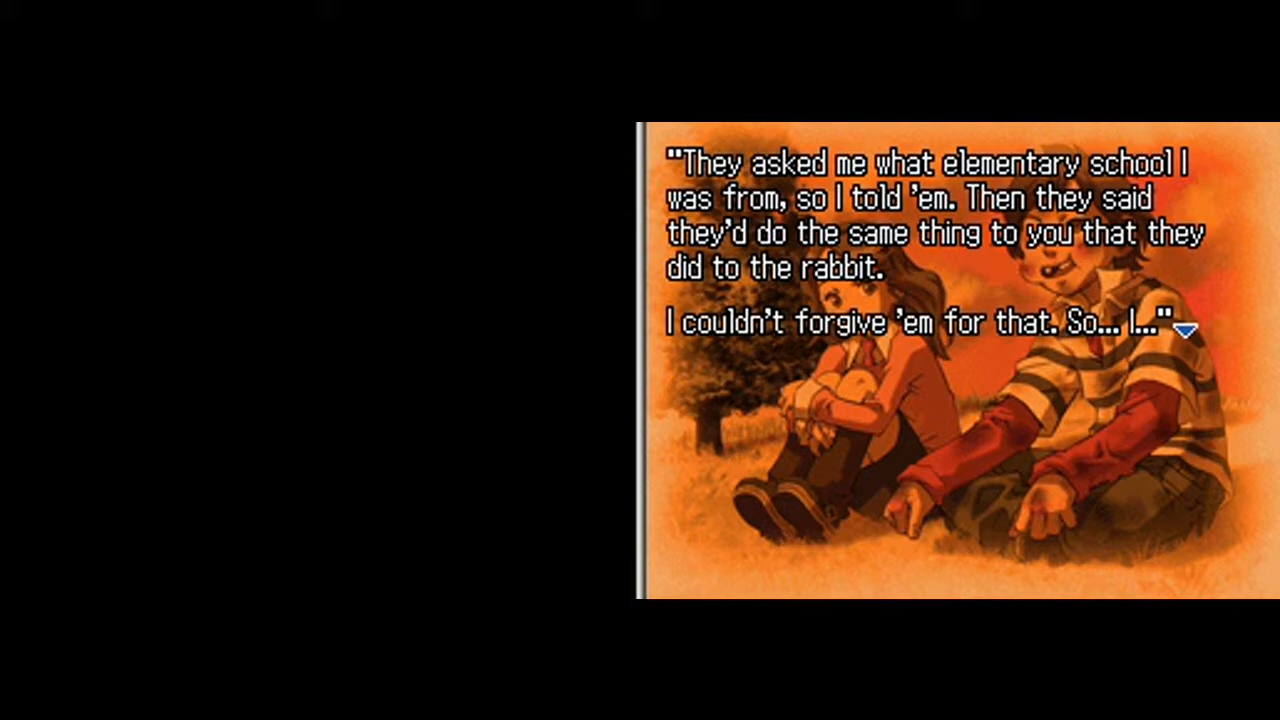 "They asked me what elementary school I
was from, so I told 'em. Then they said
they'd do the same thing to you that they
did to the rabbit.
I couldn't forgive 'em for that. So... I..."